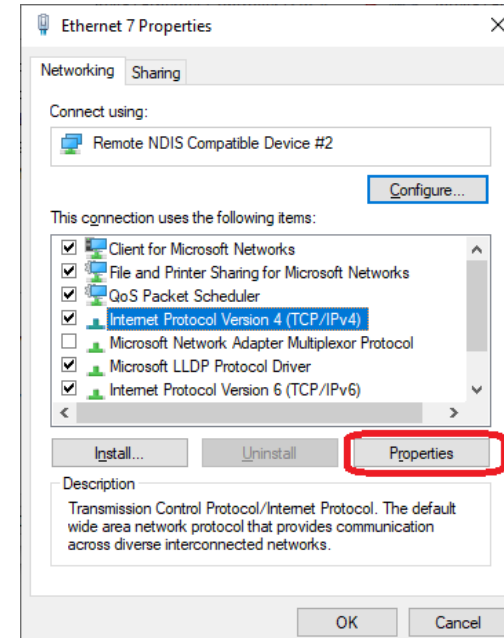 Ethernet 7 Properties
Networking Sharing
Connect using:
Remote NDIS Compatible Device #2
Configure...
This connection uses the following items:
Client for Microsoft Networks
File and Printer Sharing for Microsoft Networks
QoS Packet Scheduler
Internet Protocol Version 4 (TCP/IPv4)
Microsoft Network Adapter Multiplexor Protocol
Microsoft LLDP Protocol Driver
Internet Protocol Version 6 (TCP/IPv6)
Install... Uninstall Properties
Description
Transmission Control Protocol/Internet Protocol. The default
wide area network protocol that provides communication
across diverse interconnected networks.
OK Cancel